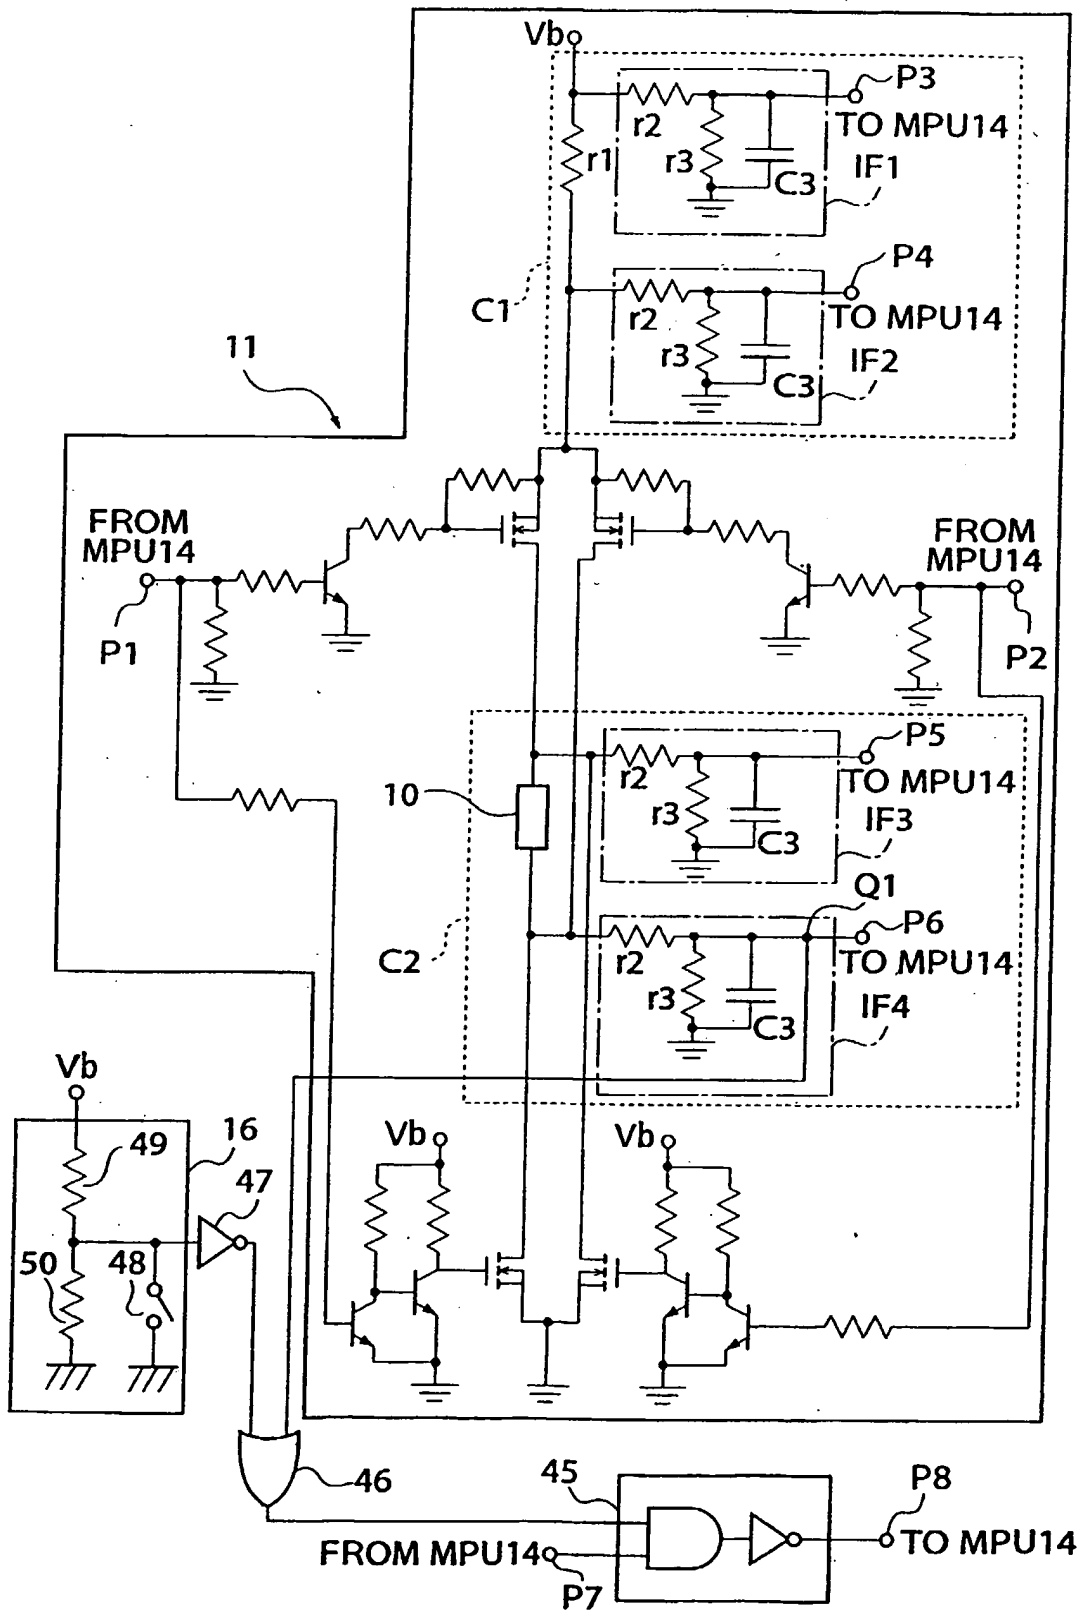 Vb
P3
TO MPU14
r2
r1
r3
C3
IF1
P4
C1
r2
TO MPU14
r3
C3
IF2
11
FROM
MPU14
P1
FROM
MPU14
P2
P5
r2
TO MPU14
10
r3
C3
IF3
Q1
P6
C2
r2
TO MPU14
r3
C3
IF4
Vb
49
16
47
50
48
Vb
Vb
46
45
P8
FROM MPU14
P7
TO MPU14